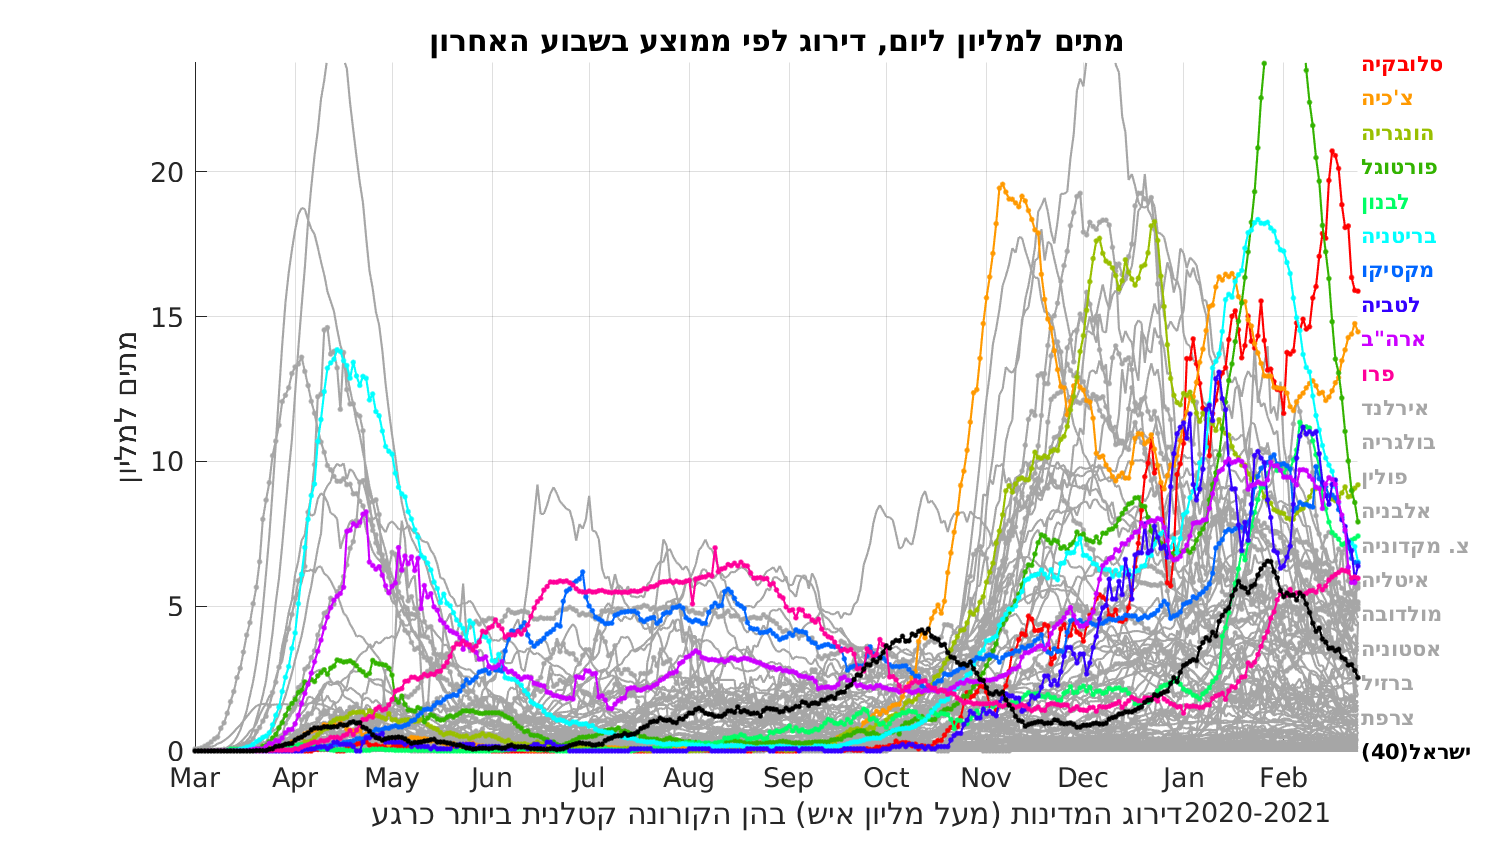 מתים למליון ליום, דירוג לפי ממוצע בשבוע האחרון
מתים למליון
20
15
10
5
0
Mar Apr May Jun Jul Aug Sep Oct Nov Dec Jan Feb
דירוג המדינות (מעל מליון איש) בהן הקורונה קטלנית ביותר כרגע2020-2021
סלובקיה
צ'כיה
הונגריה
פורטוגל
לבנון
בריטניה
מקסיקו
לטביה
ארה"ב
פרו
אירלנד
בולגריה
פולין
אלבניה
צ. מקדוניה
איטליה
מולדובה
אסטוניה
ברזיל
צרפת
ישראל(40)